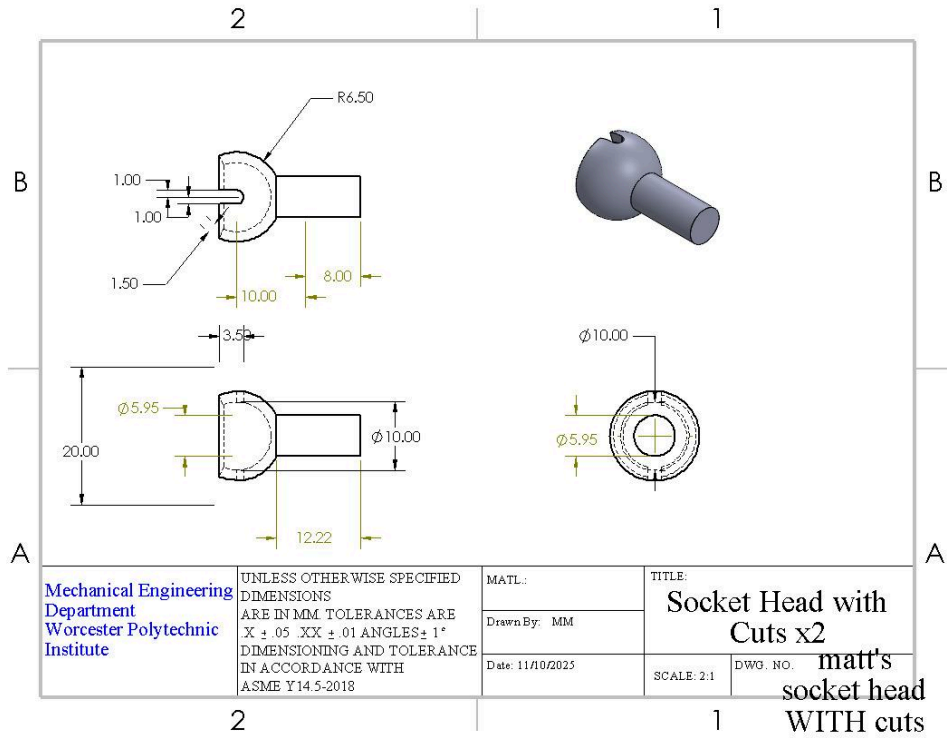 2 1
R6.50
B B
1.00
1.00
1.50
8.00
10.00
3.50
Ø10.00
Ø5.95
Ø10.00
Ø5.95
20.00
12.22
A A
Mechanical Engineering
Department
Worcester Polytechnic
Institute
UNLESS OTHERWISE SPECIFIED
DIMENSIONS
ARE IN MM. TOLERANCES ARE
.X ± .05 .XX ± .01 ANGLES ± 1°
DIMENSIONING AND TOLERANCE
IN ACCORDANCE WITH
ASME Y14.5-2018
MATL.:
Drawn By: MM
Date: 11/10/2025
TITLE:
Socket Head with
Cuts x2
SCALE: 2:1
DWG. NO.
matt's
socket head
WITH cuts
2 1